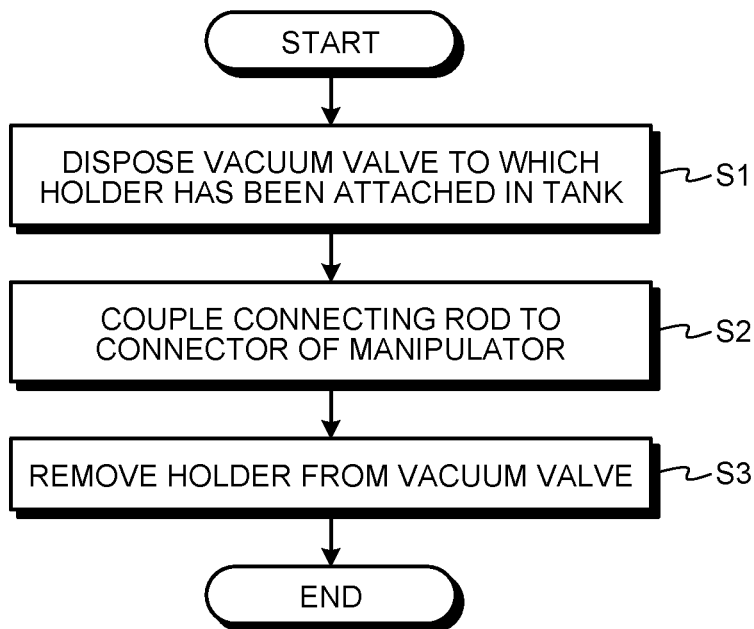 START
DISPOSE VACUUM VALVE TO WHICH
HOLDER HAS BEEN ATTACHED IN TANK
S1
COUPLE CONNECTING ROD TO
CONNECTOR OF MANIPULATOR
S2
REMOVE HOLDER FROM VACUUM VALVE
S3
END